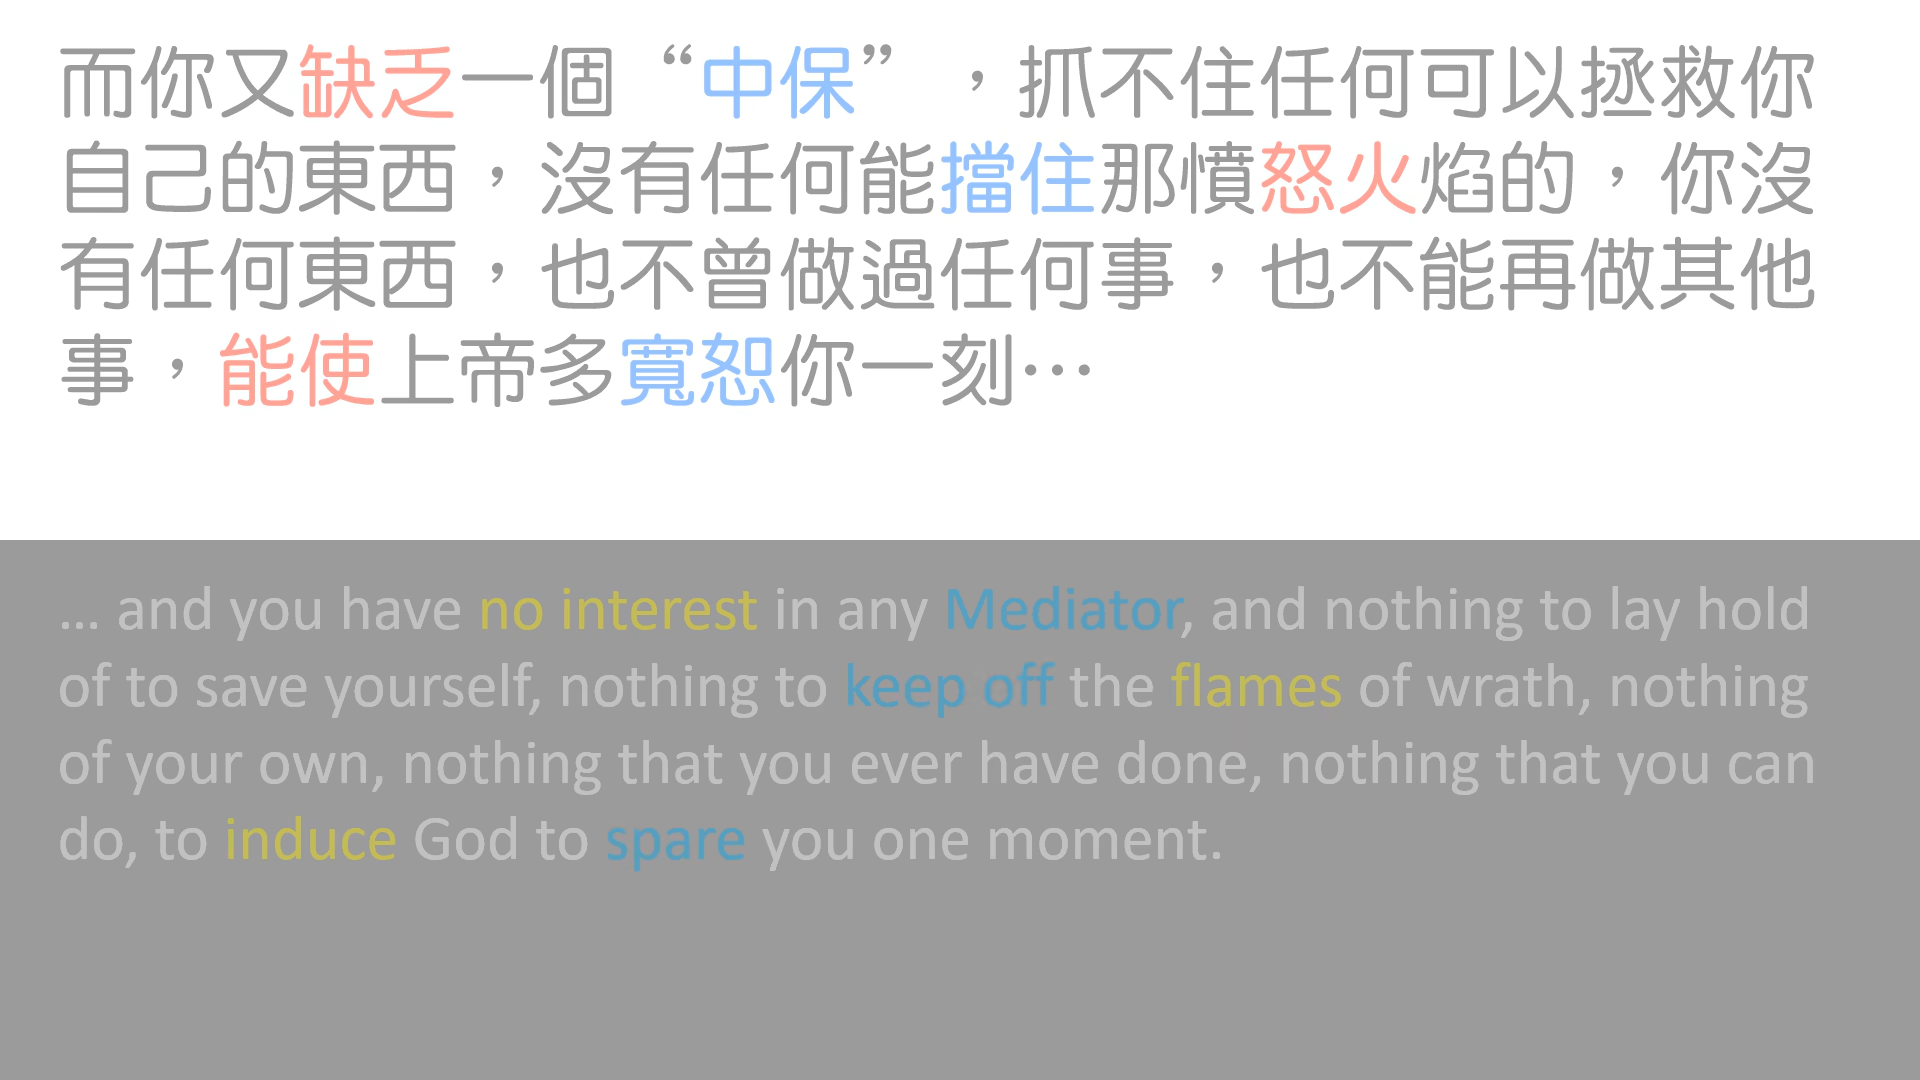 而你又缺乏一個“中保”，抓不住任何可以拯救你
自己的東西，沒有任何能擋住那憤怒火焰的，你沒
有任何東西，也不曾做過任何事，也不能再做其他
事，能使上帝多寬恕你一刻…
... and you have no interest in any Mediator, and nothing to lay hold
of to save yourself, nothing to keep off the flames of wrath, nothing
of your own, nothing that you ever have done, nothing that you can
do, to induce God to spare you one moment.